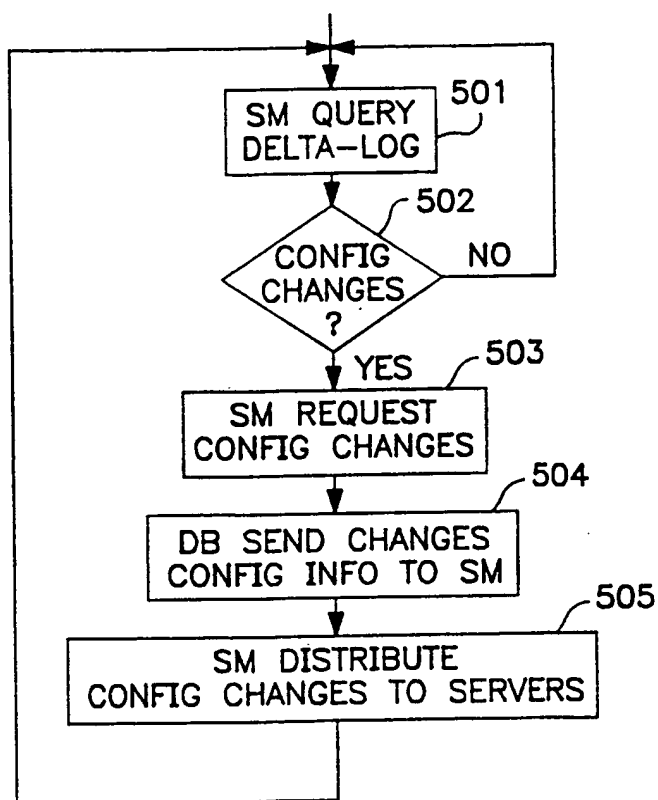 SM QUERY
DELTA-LOG
501
502
CONFIG
CHANGES
?
NO
YES
503
SM REQUEST
CONFIG CHANGES
504
DB SEND CHANGES
CONFIG INFO TO SM
505
SM DISTRIBUTE
CONFIG CHANGES TO SERVERS